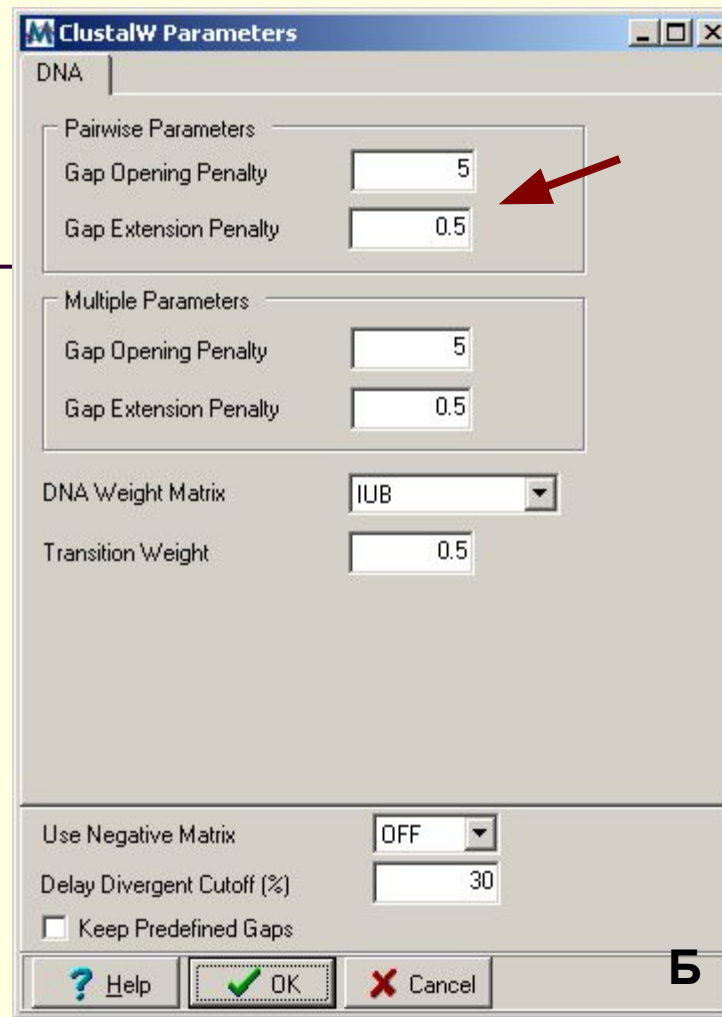 ClustalW Parameters
DNA
Pairwise Parameters
Gap Opening Penalty 5
Gap Extension Penalty 0.5
Multiple Parameters
Gap Opening Penalty 5
Gap Extension Penalty 0.5
DNA Weight Matrix IUB
Transition Weight 0.5
Use Negative Matrix OFF
Delay Divergent Cutoff (%) 30
Keep Predefined Gaps
? Help OK Cancel
Б